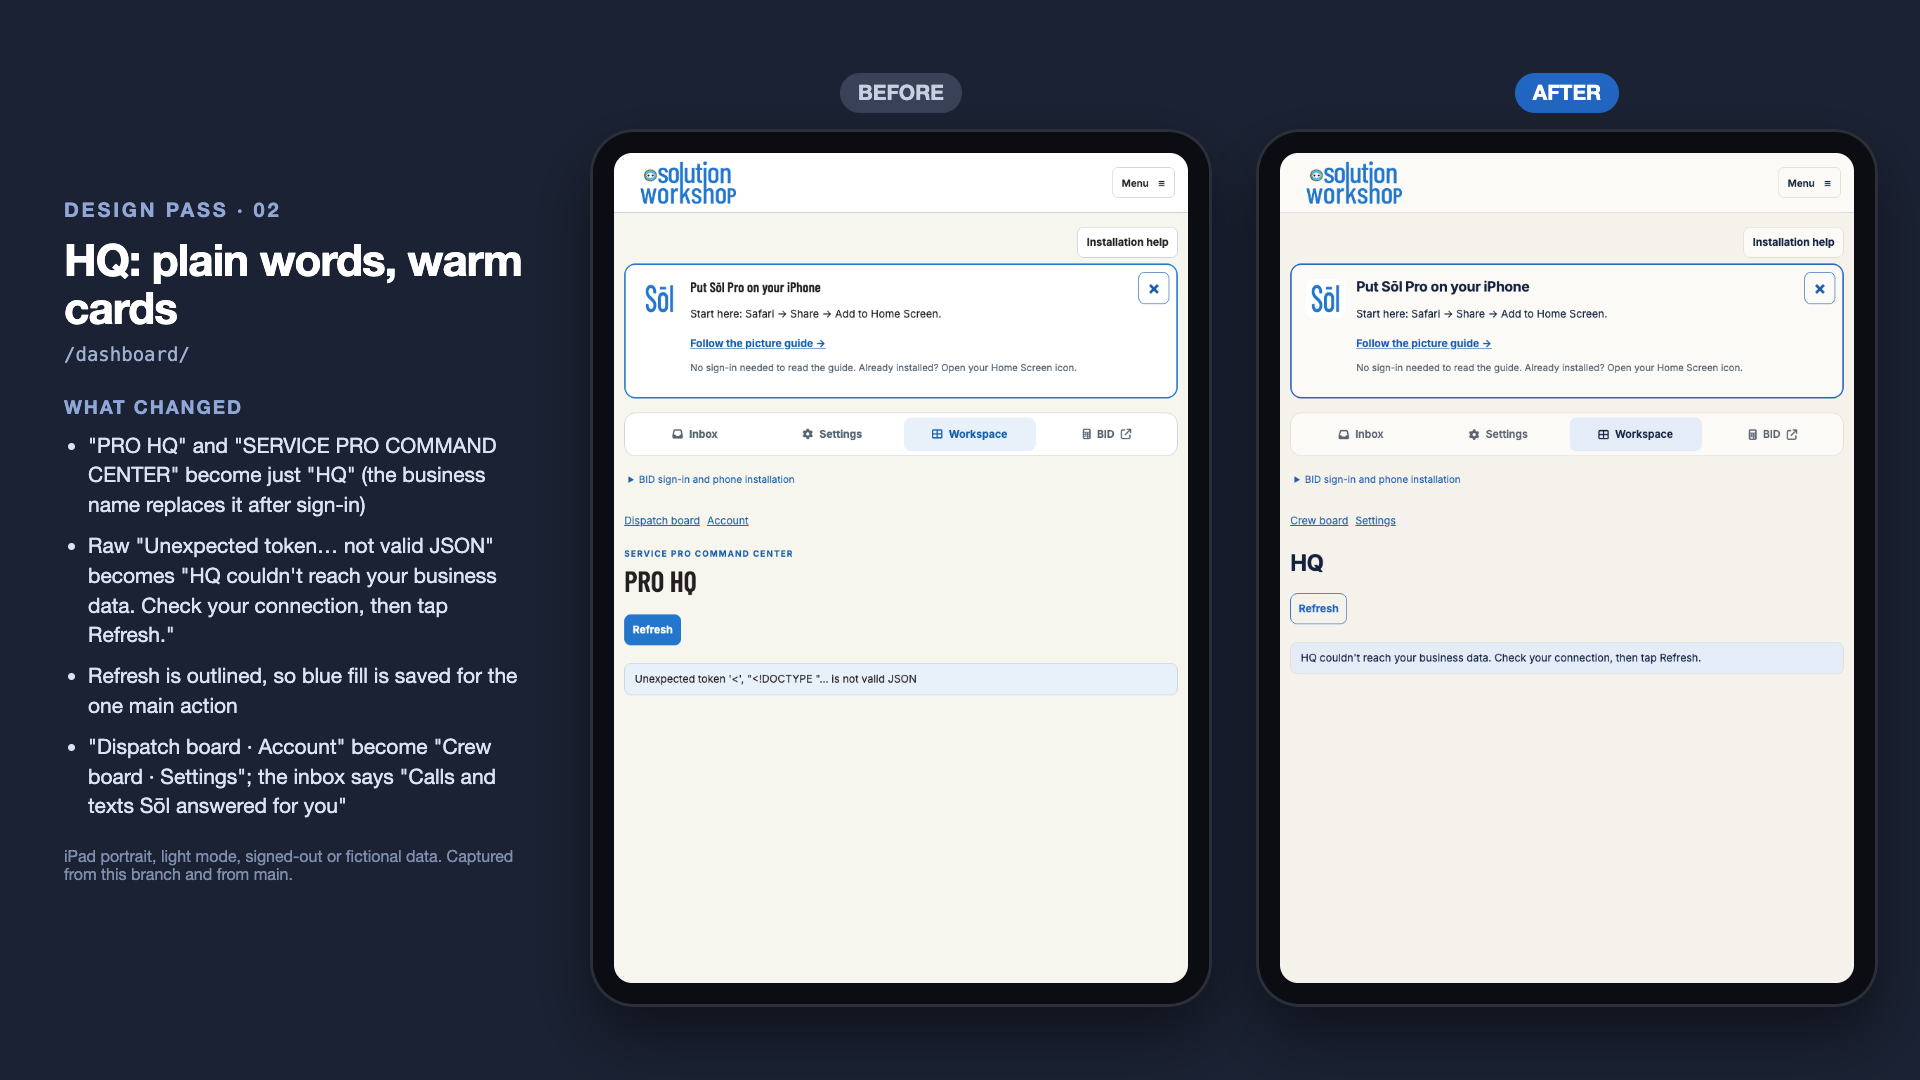 DESIGN PASS · 02
HQ: plain words, warm
cards
/dashboard/
WHAT CHANGED
• "PRO HQ" and "SERVICE PRO COMMAND
CENTER" become just "HQ" (the business
name replaces it after sign-in)
• Raw "Unexpected token… not valid JSON"
becomes "HQ couldn't reach your business
data. Check your connection, then tap
Refresh."
• Refresh is outlined, so blue fill is saved for the
one main action
• "Dispatch board · Account" become "Crew
board · Settings"; the inbox says "Calls and
texts Sōl answered for you"
iPad portrait, light mode, signed-out or fictional data. Captured
from this branch and from main.
BEFORE
solution
workshop
Menu ≡
Installation help
Sōl
Put Sōl Pro on your iPhone
×
Start here: Safari → Share → Add to Home Screen.
Follow the picture guide →
No sign-in needed to read the guide. Already installed? Open your Home Screen icon.
Inbox Settings Workspace BID
▶ BID sign-in and phone installation
Dispatch board Account
SERVICE PRO COMMAND CENTER
PRO HQ
Refresh
Unexpected token '<', "<!DOCTYPE "... is not valid JSON
AFTER
solution
workshop
Menu ≡
Installation help
Sōl
Put Sōl Pro on your iPhone
×
Start here: Safari → Share → Add to Home Screen.
Follow the picture guide →
No sign-in needed to read the guide. Already installed? Open your Home Screen icon.
Inbox Settings Workspace BID
▶ BID sign-in and phone installation
Crew board Settings
HQ
Refresh
HQ couldn't reach your business data. Check your connection, then tap Refresh.